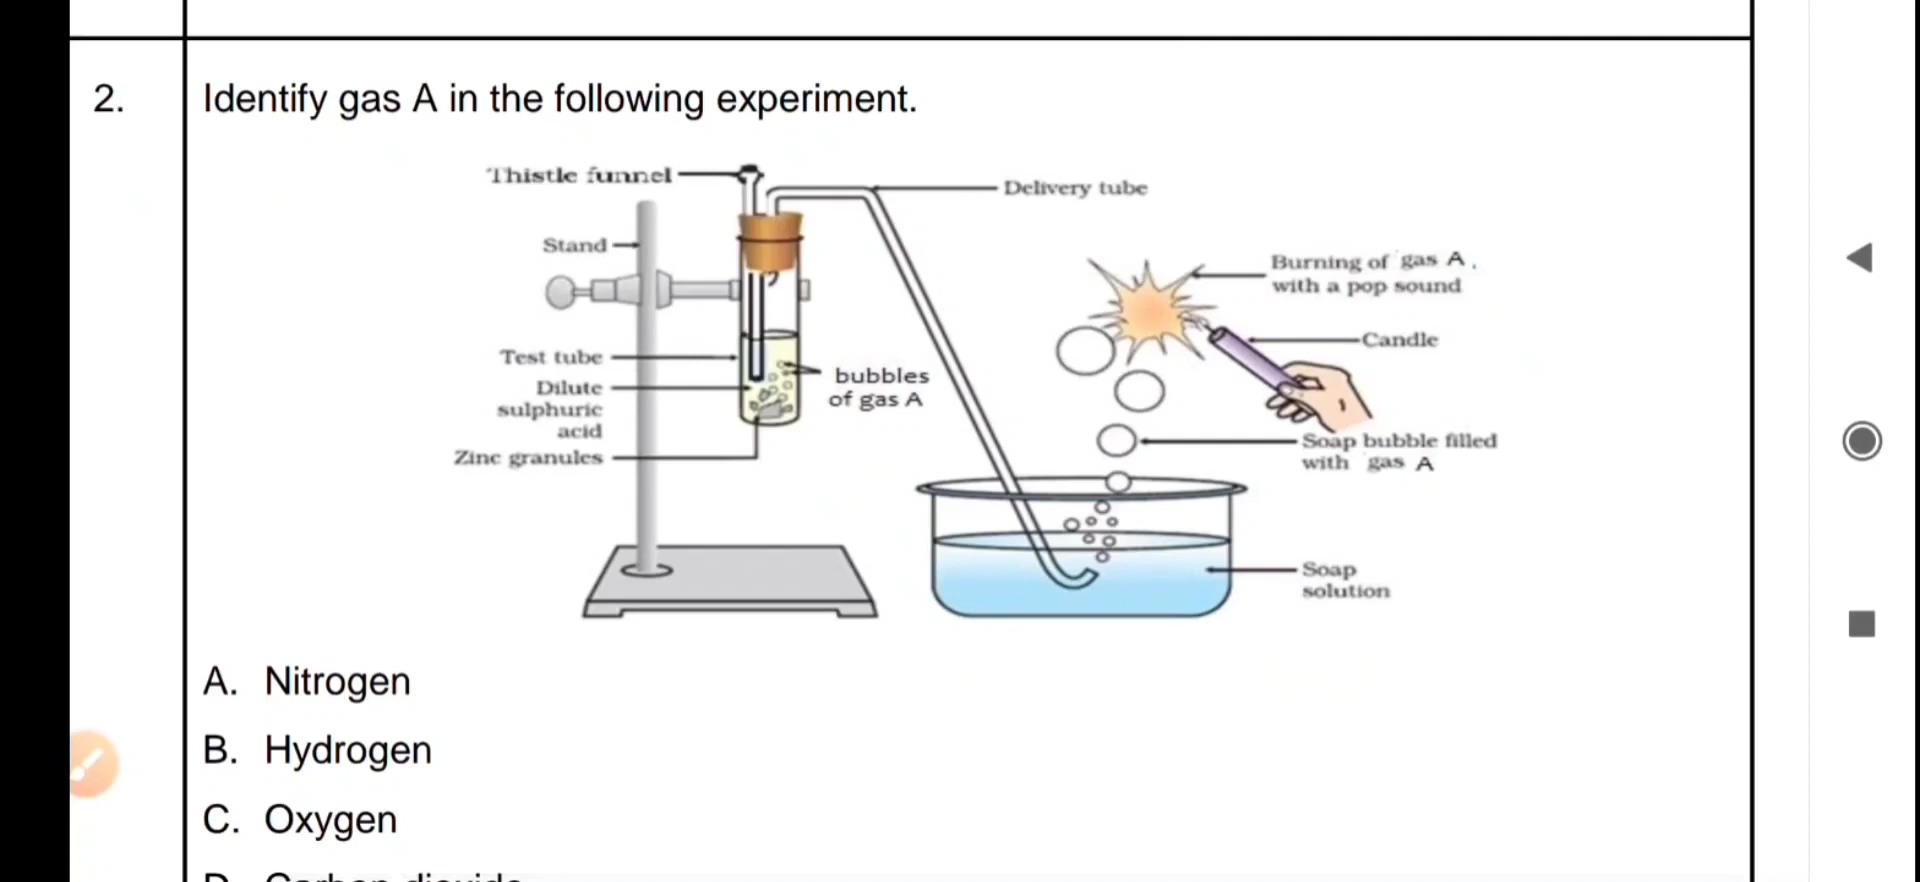 2.
Identify gas A in the following experiment.
Thistle funnel
Delivery tube
Stand
Burning of gas A.
with a pop sound
Candle
Test tube
bubbles
of gas A
Dilute
sulphuric
acid
Zinc granules
Soap bubble filled
with gas A
Soap
solution
A. Nitrogen
B. Hydrogen
C. Oxygen